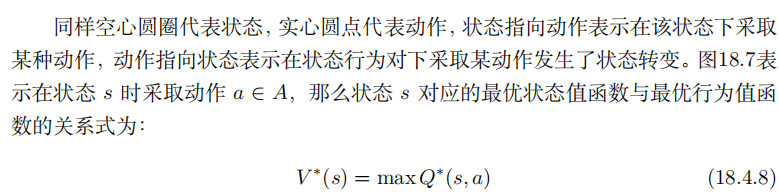 同样空心圆圈代表状态，实心圆点代表动作，状态指向动作表示在该状态下采取
某种动作，动作指向状态表示在状态行为对下采取某动作发生了状态转变。图18.7表
示在状态 s 时采取动作 a ∈ A，那么状态 s 对应的最优状态值函数与最优行为值函
数的关系式为：
V*(s) = max Q*(s, a) (18.4.8)